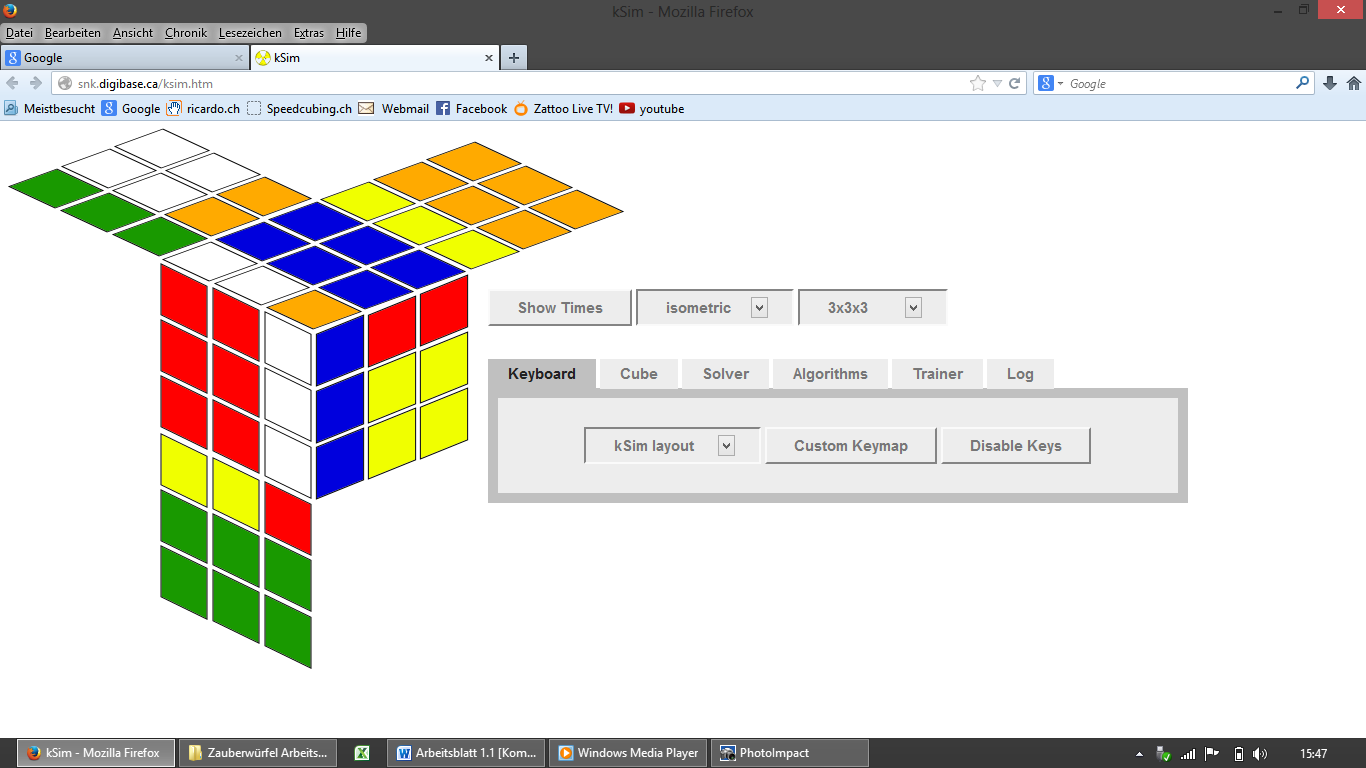 kSim - Mozilla Firefox
Datei Bearbeiten Ansicht Chronik Lesezeichen Extras Hilfe
Google kSim
snk.digibase.ca/ksim.htm Google
Meistbesucht Google ricardo.ch Speedcubing.ch Webmail Facebook Zattoo Live TV! youtube
Show Times isometric 3x3x3
Keyboard Cube Solver Algorithms Trainer Log
kSim layout Custom Keymap Disable Keys
kSim - Mozilla Firefox Zauberwürfel Arbeits... Arbeitsblatt 1.1 [Kom... Windows Media Player PhotoImpact 15:47